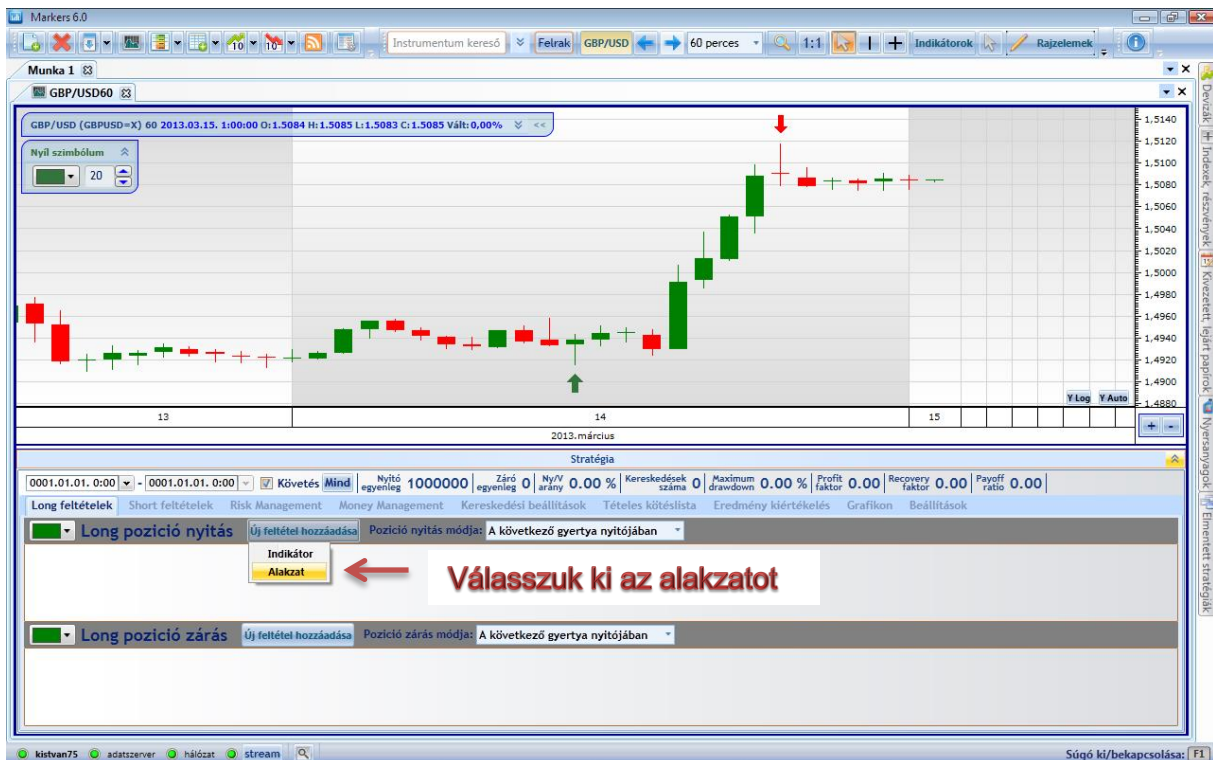 Markers 6.0
Instrumentum kereső Felrak GBP/USD 60 perces 1:1 Indikátorok Rajzelemek
Munka 1
GBP/USD60
GBP/USD (GBPUSD=X) 60 2013.03.15. 1:00:00 O:1.5084 H:1.5085 L:1.5083 C:1.5085 Vált:0,00% <<
Nyíl szimbólum
20
1,5140
1,5120
1,5100
1,5080
1,5060
1,5040
1,5020
1,5000
1,4980
1,4960
1,4940
1,4920
1,4900
1,4880
Y Log Y Auto
13 14 15
2013.március
+ -
Stratégia
0001.01.01. 0:00 - 0001.01.01. 0:00 Követés Mind Nyitó egyenleg 1000000 Záró egyenleg 0 Ny/V arány 0.00 % Kereskedések száma 0 Maximum drawdown 0.00 % Profit faktor 0.00 Recovery faktor 0.00 Payoff ratio 0.00
Long feltételek Short feltételek Risk Management Money Management Kereskedési beállítások Tételes kötéslista Eredmény kiértékelés Grafikon Beállítások
Long pozíció nyitás Új feltétel hozzáadása Pozíció nyitás módja: A következő gyertya nyitójában
Indikátor
Alakzat
Válasszuk ki az alakzatot
Long pozíció zárás Új feltétel hozzáadása Pozíció zárás módja: A következő gyertya nyitójában
Devizák
Indexek, részvények
Kivezetett, lejárt papírok
Nyersanyagok
Elmentett stratégiák
kistvan75 adatszerver hálózat stream
Súgó ki/bekapcsolása: F1